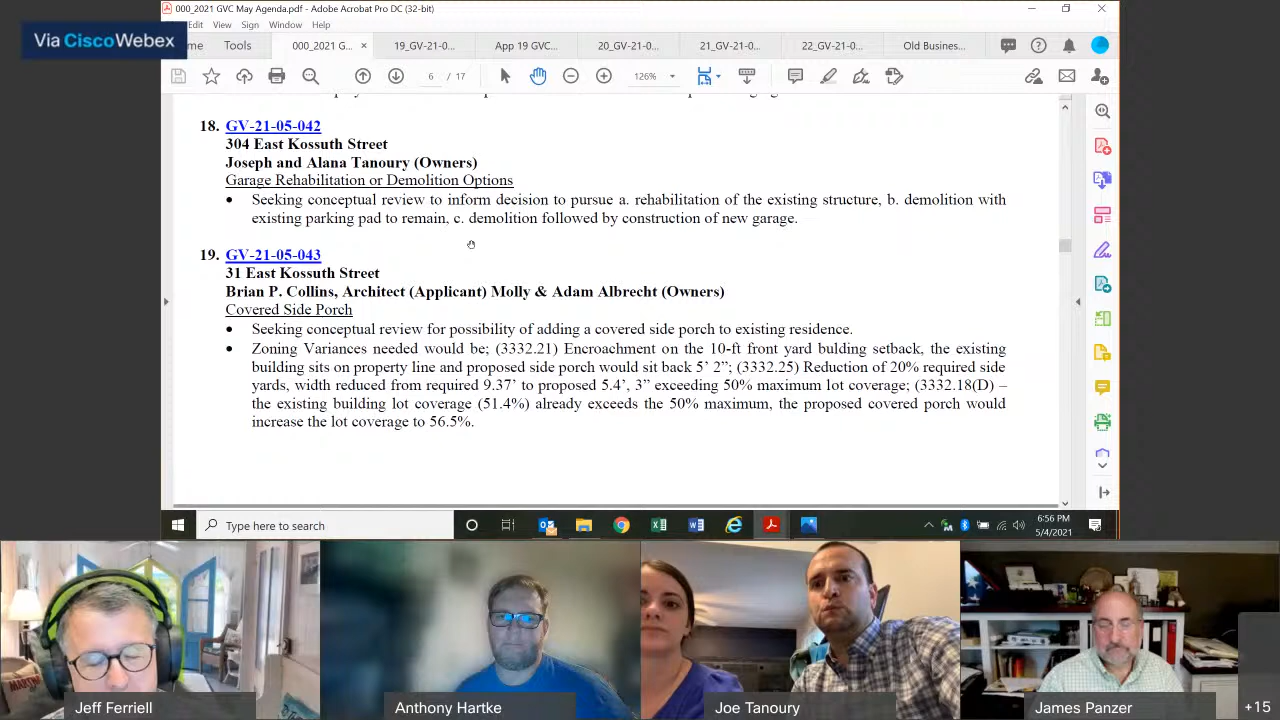 000_2021 GVC May Agenda.pdf - Adobe Acrobat Pro DC (32-bit)
Via CiscoWebex
Edit View Sign Window Help
me Tools 000_2021 G... × 19_GV-21-0... App 19 GVC... 20_GV-21-0... 21_GV-21-0... 22_GV-21-0... Old Business...
6 / 17 126%
18. GV-21-05-042
304 East Kossuth Street
Joseph and Alana Tanoury (Owners)
Garage Rehabilitation or Demolition Options
• Seeking conceptual review to inform decision to pursue a. rehabilitation of the existing structure, b. demolition with
existing parking pad to remain, c. demolition followed by construction of new garage.
19. GV-21-05-043
31 East Kossuth Street
Brian P. Collins, Architect (Applicant) Molly & Adam Albrecht (Owners)
Covered Side Porch
• Seeking conceptual review for possibility of adding a covered side porch to existing residence.
• Zoning Variances needed would be; (3332.21) Encroachment on the 10-ft front yard bulding setback, the existing
building sits on property line and proposed side porch would sit back 5’ 2”; (3332.25) Reduction of 20% required side
yards, width reduced from required 9.37’ to proposed 5.4’, 3” exceeding 50% maximum lot coverage; (3332.18(D) –
the existing building lot coverage (51.4%) already exceeds the 50% maximum, the proposed covered porch would
increase the lot coverage to 56.5%.
Type here to search
6:56 PM
5/4/2021
Jeff Ferriell
Anthony Hartke
Joe Tanoury
James Panzer
+15